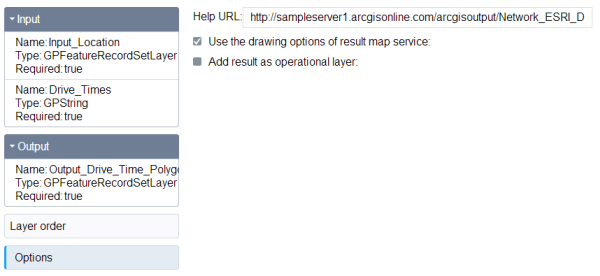 Input
Name: Input_Location
Type: GPFeatureRecordSetLayer
Required: true
Name: Drive_Times
Type: GPString
Required: true
Output
Name: Output_Drive_Time_Polygo
Type: GPFeatureRecordSetLayer
Required: true
Layer order
Options
Help URL: http://sampleserver1.arcgisonline.com/arcgisoutput/Network_ESRI_D
Use the drawing options of result map service:
Add result as operational layer: